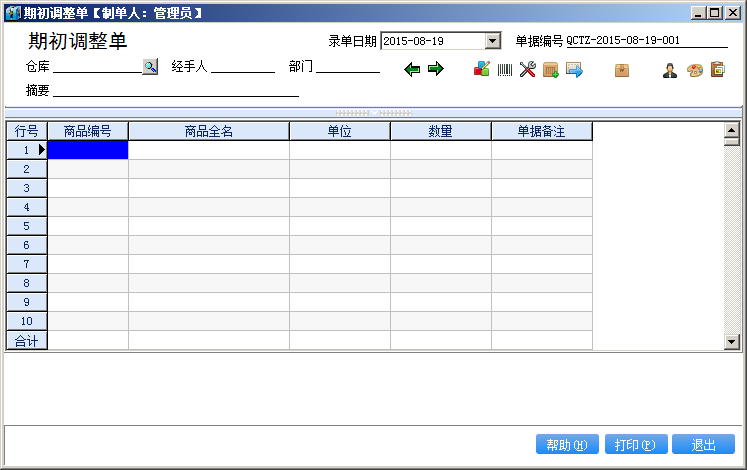 期初调整单【制单人：管理员】
期初调整单 录单日期 2015-08-19 单据编号 QCTZ-2015-08-19-001
仓库 经手人 部门
摘要
行号 商品编号 商品全名 单位 数量 单据备注
1
2
3
4
5
6
7
8
9
10
合计
帮助(H) 打印(P) 退出